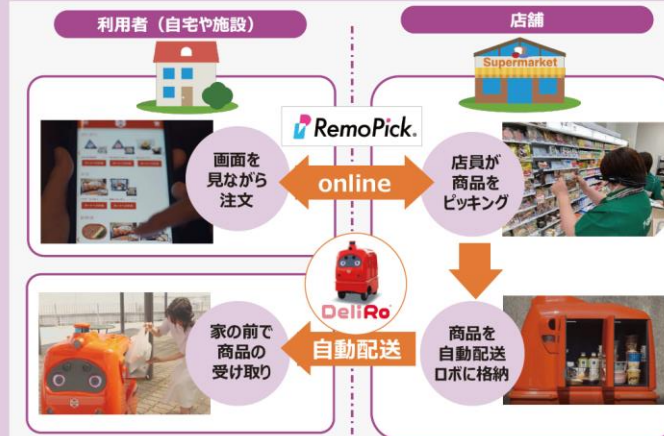 利用者（自宅や施設）
店舗
Supermarket
RemoPick.
画面を
見ながら
注文
online
店員が
商品を
ピッキング
DeliRo
家の前で
商品の
受け取り
自動配送
商品を
自動配送
ロボに格納